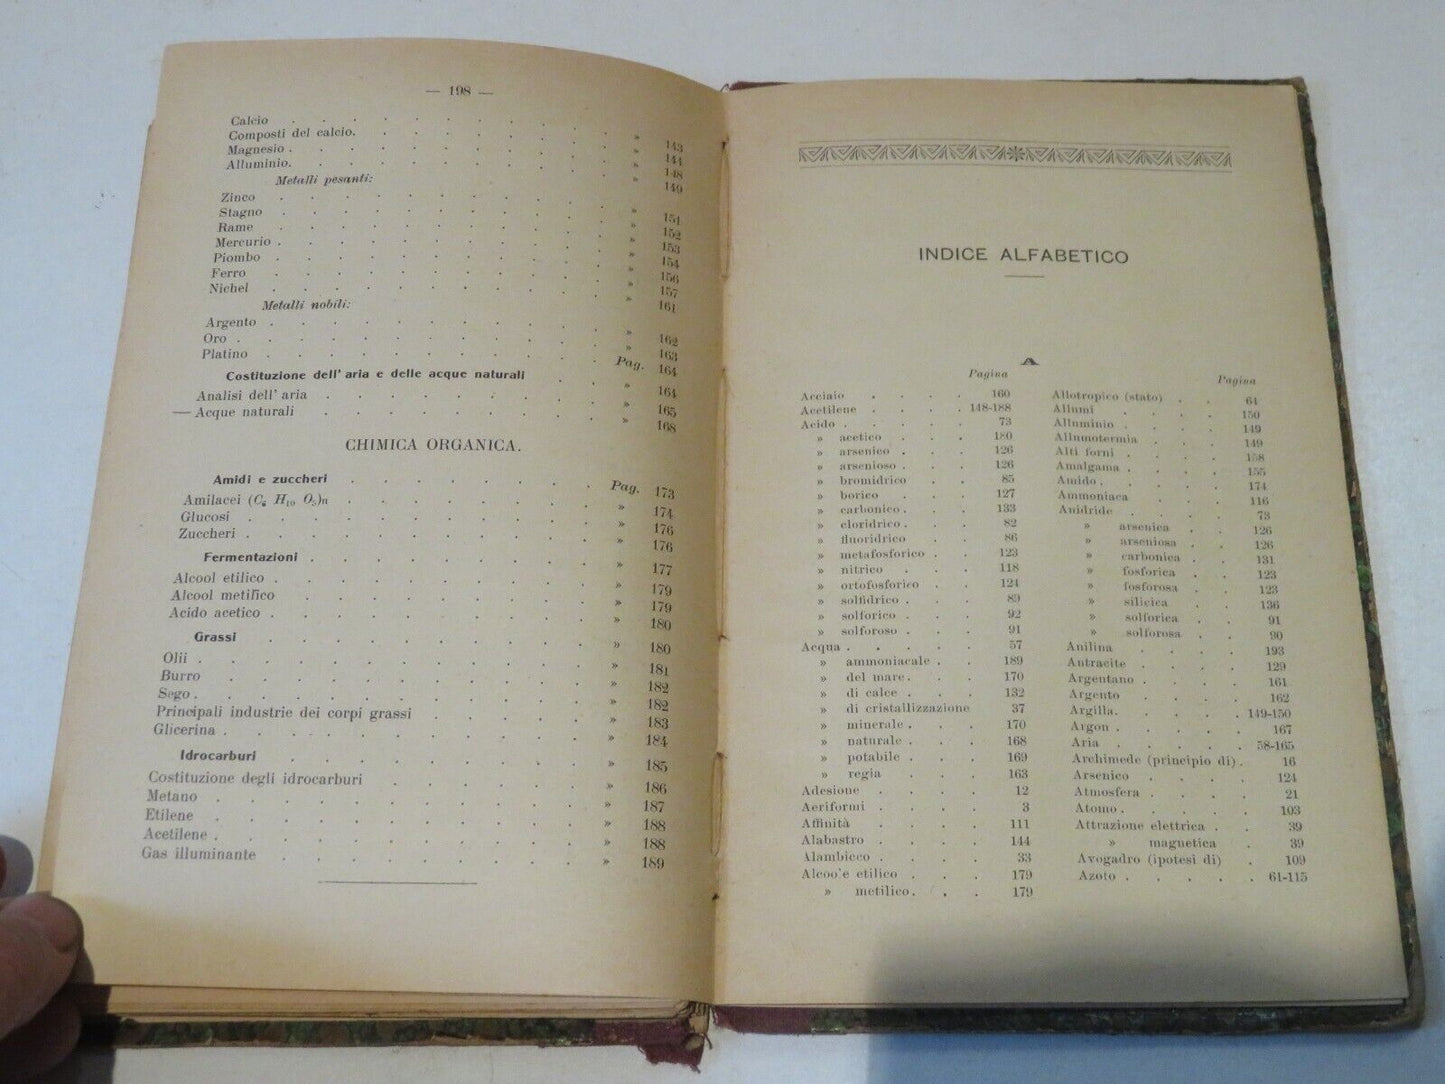 — 198 —
Calcio . . . . . . . . . . » 143
Composti del calcio. . . . . . . . » 144
Magnesio . . . . . . . . . . » 148
Alluminio. . . . . . . . . . » 149
Metalli pesanti:
Zinco . . . . . . . . . . » 151
Stagno . . . . . . . . . . » 152
Rame . . . . . . . . . . » 153
Mercurio . . . . . . . . . . » 154
Piombo . . . . . . . . . . » 156
Ferro . . . . . . . . . . » 157
Nichel . . . . . . . . . . » 161
Metalli nobili:
Argento . . . . . . . . . . » 162
Oro . . . . . . . . . . » 163
Platino . . . . . . . . . . Pag. 164
Costituzione dell' aria e delle acque naturali . . » 164
Analisi dell' aria . . . . . . . . » 165
— Acque naturali . . . . . . . . » 168
CHIMICA ORGANICA.
Amidi e zuccheri . . . . . . . Pag. 173
Amilacei (C6 H10 O5)n . . . . . . . » 174
Glucosi . . . . . . . . . . » 176
Zuccheri . . . . . . . . . . » 176
Fermentazioni . . . . . . . . . » 177
Alcool etilico . . . . . . . . . » 179
Alcool metilico . . . . . . . . . » 179
Acido acetico . . . . . . . . . » 180
Grassi . . . . . . . . . . » 180
Olii . . . . . . . . . . » 181
Burro . . . . . . . . . . » 182
Sego . . . . . . . . . . » 182
Principali industrie dei corpi grassi . . . . » 183
Glicerina . . . . . . . . . . » 184
Idrocarburi . . . . . . . . . » 185
Costituzione degli idrocarburi . . . . . » 186
Metano . . . . . . . . . . » 187
Etilene . . . . . . . . . . » 188
Acetilene . . . . . . . . . . » 188
Gas illuminante . . . . . . . . . » 189
INDICE ALFABETICO
A
Pagina
Acciaio . . . . 160
Acetilene . . . . 148-188
Acido . . . . . 73
» acetico . . . 180
» arsenico . . . 126
» arsenioso . . . 126
» bromidrico . . . 85
» borico . . . 127
» carbonico . . . 133
» cloridrico . . . 82
» fluoridrico . . . 86
» metafosforico . . 123
» nitrico . . . 118
» ortofosforico . . 124
» solfidrico . . . 89
» solforico . . . 92
» solforoso . . . 91
Acqua . . . . . 57
» ammoniacale . . 189
» del mare . . . 170
» di calce . . . 132
» di cristallizzazione 37
» minerale . . . 170
» naturale . . . 168
» potabile . . . 169
» regia . . . 163
Adesione . . . . 12
Aeriformi . . . . 3
Affinità . . . . 111
Alabastro . . . . 144
Alambicco . . . . 33
Alcoo'e etilico . . . 179
» metilico. . . 179
Pagina
Allotropico (stato) . . 64
Allumi . . . . 150
Alluminio . . . . 149
Allumotermia . . . 149
Alti forni . . . . 158
Amalgama . . . . 155
Amido . . . . . 174
Ammoniaca . . . 116
Anidride . . . . 73
» arsenica . . . 126
» arseniosa . . 126
» carbonica . . 131
» fosforica . . 123
» fosforosa . . 123
» silicica . . 136
» solforica . . 91
» solforosa . . 90
Anilina . . . . 193
Antracite . . . . 129
Argentano . . . . 161
Argento . . . . 162
Argilla. . . . . 149-150
Argon . . . . . 167
Aria . . . . . 58-165
Archimede (principio di) . 16
Arsenico . . . . 124
Atmosfera . . . . 21
Atomo . . . . . 103
Attrazione elettrica . . 39
» magnetica . 39
Avogadro (ipotesi di) . 109
Azoto . . . . . 61-115